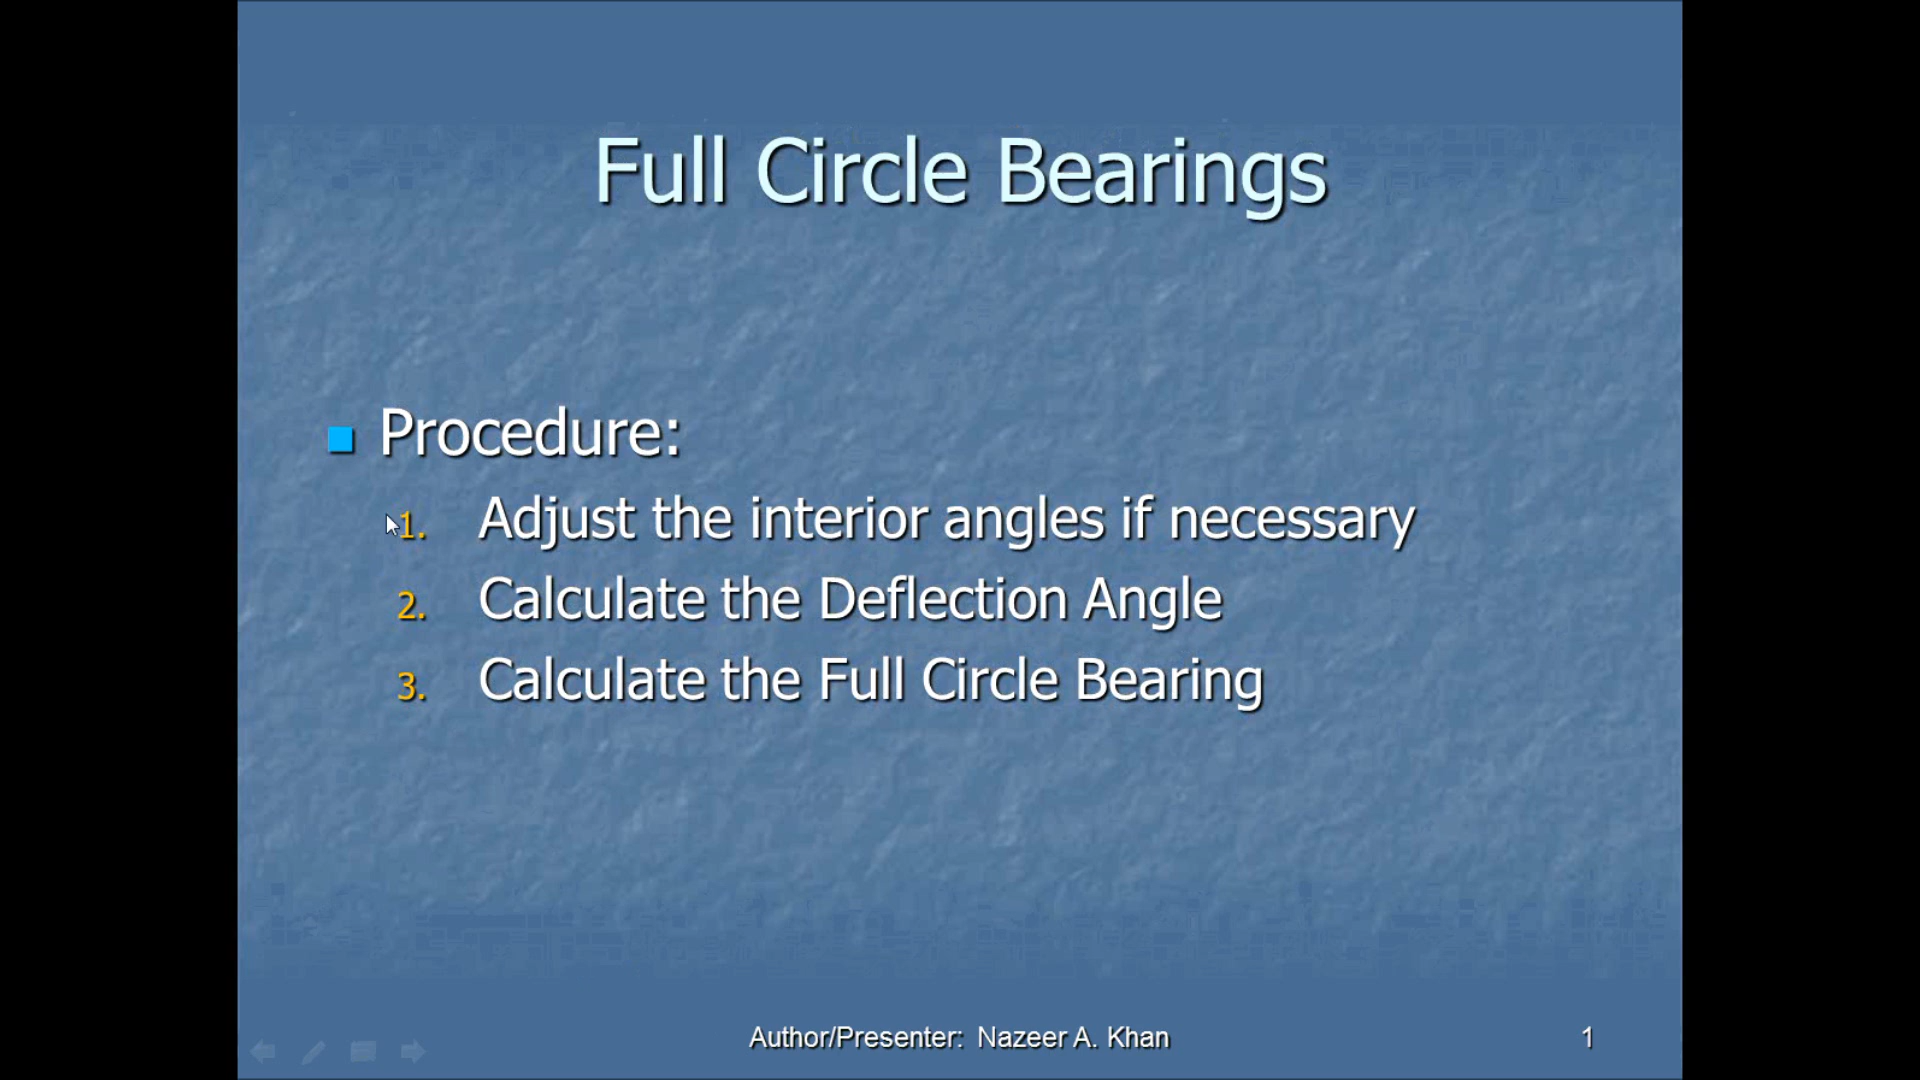 Full Circle Bearings
Procedure:
1. Adjust the interior angles if necessary
2. Calculate the Deflection Angle
3. Calculate the Full Circle Bearing
Author/Presenter: Nazeer A. Khan
1